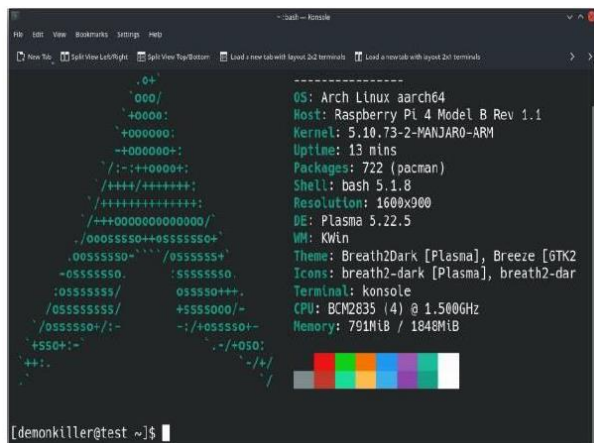 ~ : bash — Konsole
File Edit View Bookmarks Settings Help
New Tab Split View Left/Right Split View Top/Bottom Load a new tab with layout 2x2 terminals Load a new tab with layout 2x1 terminals
----------------
OS: Arch Linux aarch64
Host: Raspberry Pi 4 Model B Rev 1.1
Kernel: 5.10.73-2-MANJARO-ARM
Uptime: 13 mins
Packages: 722 (pacman)
Shell: bash 5.1.8
Resolution: 1600x900
DE: Plasma 5.22.5
WM: KWin
Theme: Breath2Dark [Plasma], Breeze [GTK2
Icons: breath2-dark [Plasma], breath2-dar
Terminal: konsole
CPU: BCM2835 (4) @ 1.500GHz
Memory: 791MiB / 1848MiB
[demonkiller@test ~]$